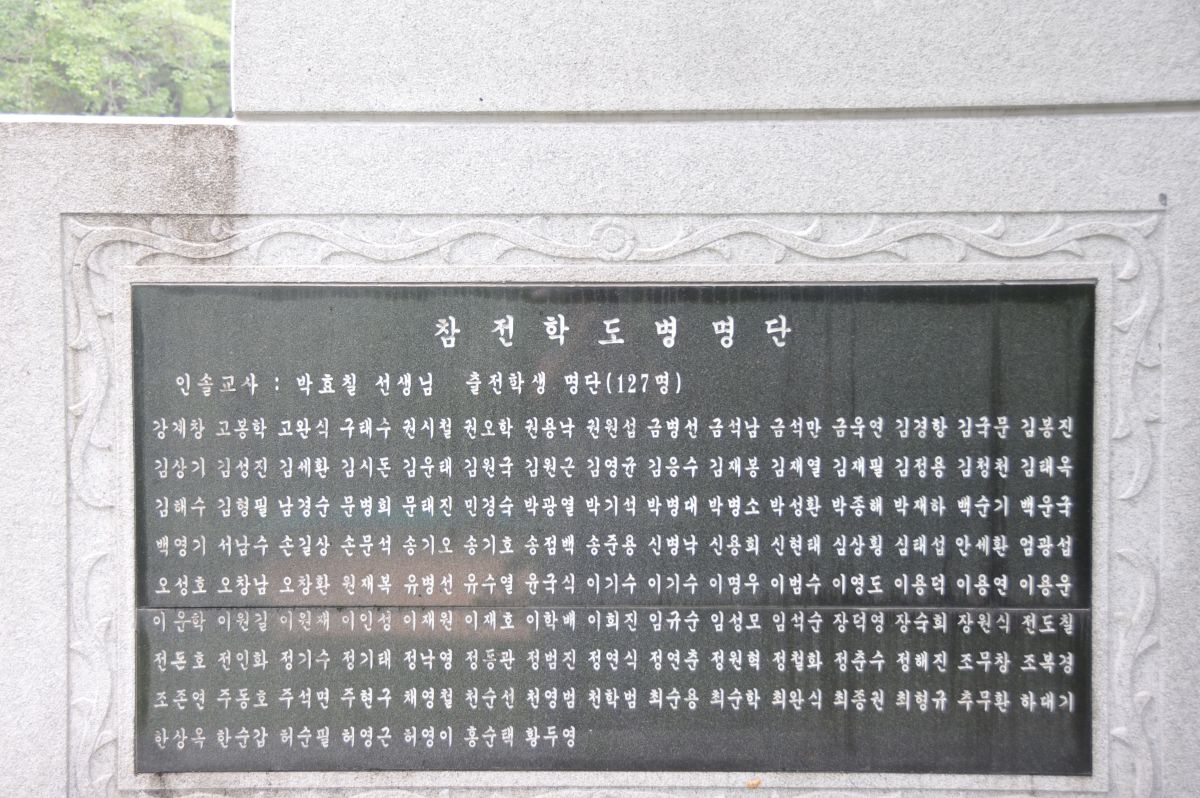 참전학도병명단
인솔교사 : 박효칠 선생님 출전학생 명단(127명)
강재창 고봉학 고완식 구태수 권시철 권오학 권용낙 권원섭 금병선 금석남 금석만 금욱연 김경항 김국문 김봉진
김상기 김성진 김세환 김시돈 김운태 김원국 김원근 김영균 김응수 김재봉 김재열 김재필 김정용 김청천 김태옥
김해수 김형필 남경순 문병희 문태진 민경숙 박광열 박기석 박병대 박병소 박성환 박종해 박재하 백순기 백운국
백영기 서남수 손길상 손문석 송기오 송기호 송점백 송준용 신병낙 신용희 신현태 심상횡 심태섭 안세환 엄광섭
오성호 오창남 오창환 원재복 유병선 유수열 윤국식 이기수 이기수 이명우 이범수 이영도 이용덕 이용연 이용운
이운학 이원길 이원재 이인성 이재원 이재호 이학배 이희진 임규순 임성모 임석순 장덕영 장숙희 장원식 전도칠
전돈호 전인화 정기수 정기태 정낙영 정동관 정범진 정연식 정연춘 정원혁 정철화 정춘수 정해진 조무창 조복경
조존연 주동호 주석면 주현구 채영철 천순선 천영범 천학범 최순용 최순학 최완식 최종원 최형규 추무환 하대기
한상옥 한순갑 허순필 허영근 허영이 홍순택 황두영